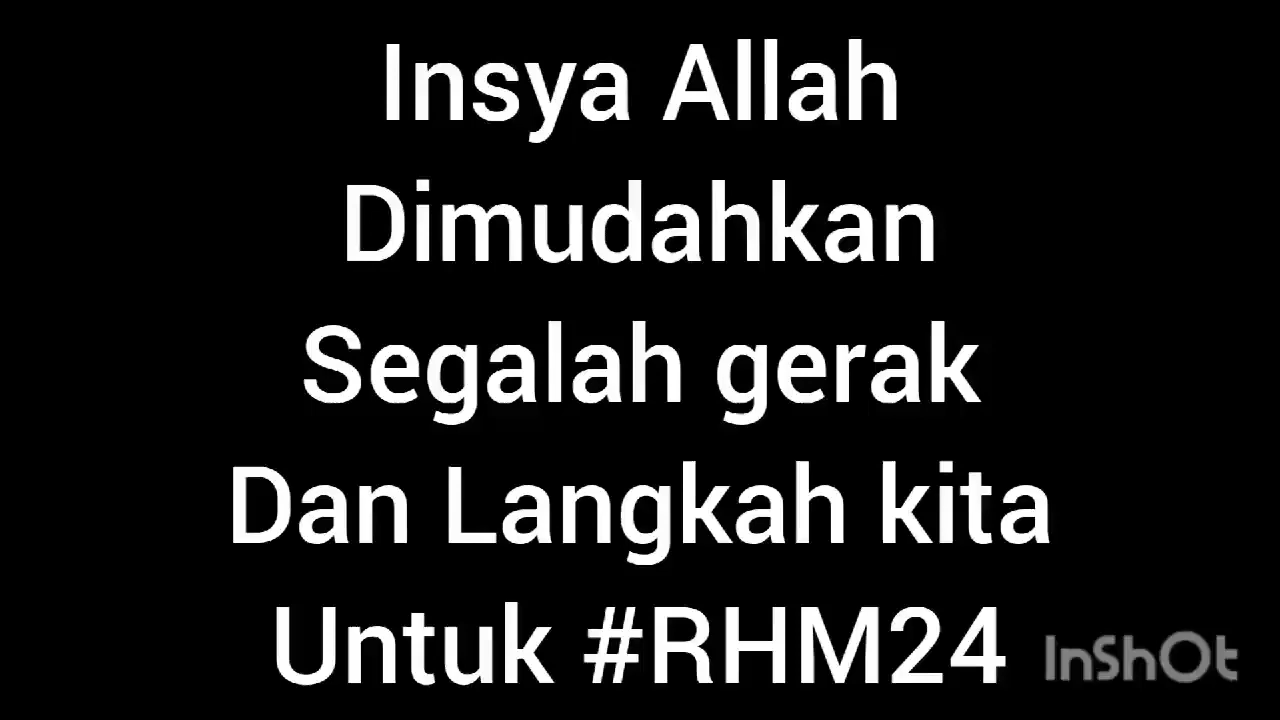 Insya Allah
Dimudahkan
Segalah gerak
Dan Langkah kita
Untuk #RHM24
InShOt